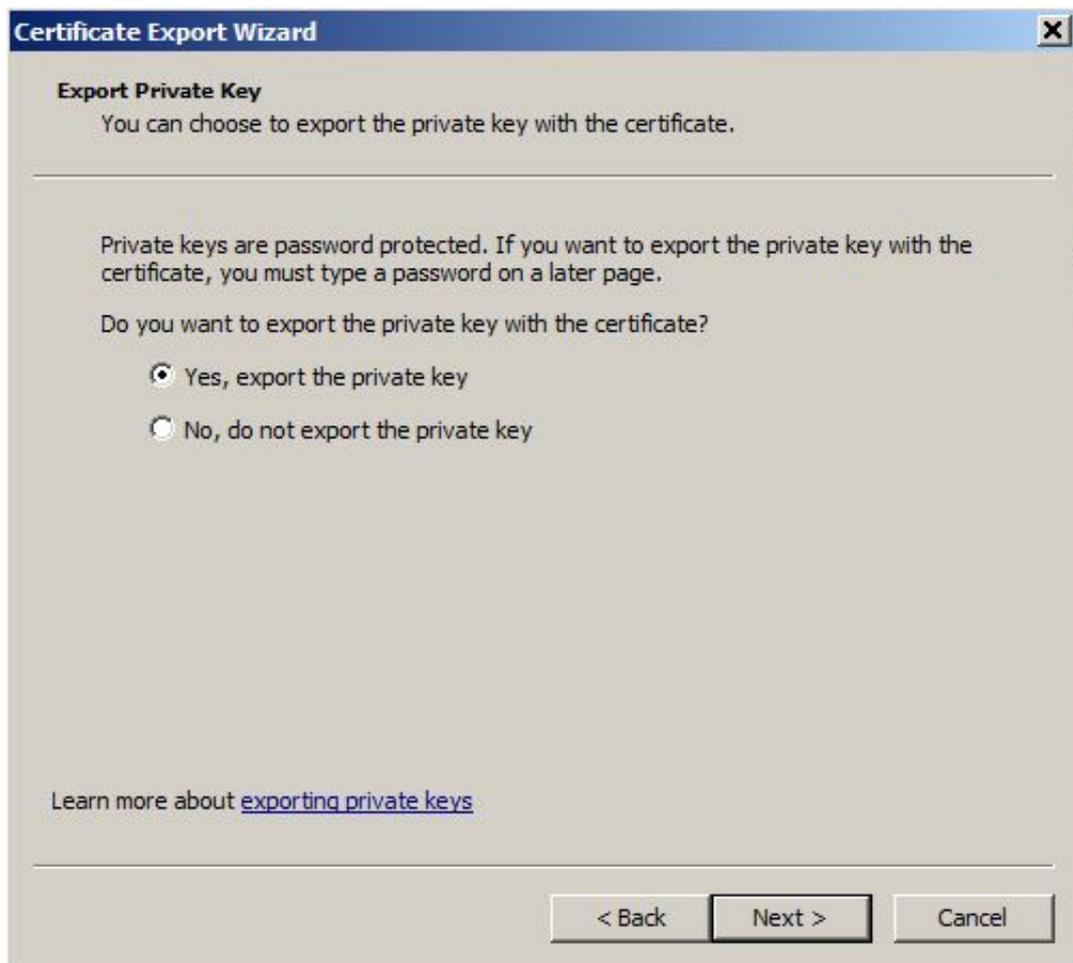 Certificate Export Wizard
Export Private Key
You can choose to export the private key with the certificate.
Private keys are password protected. If you want to export the private key with the
certificate, you must type a password on a later page.
Do you want to export the private key with the certificate?
Yes, export the private key
No, do not export the private key
Learn more about exporting private keys
< Back Next > Cancel